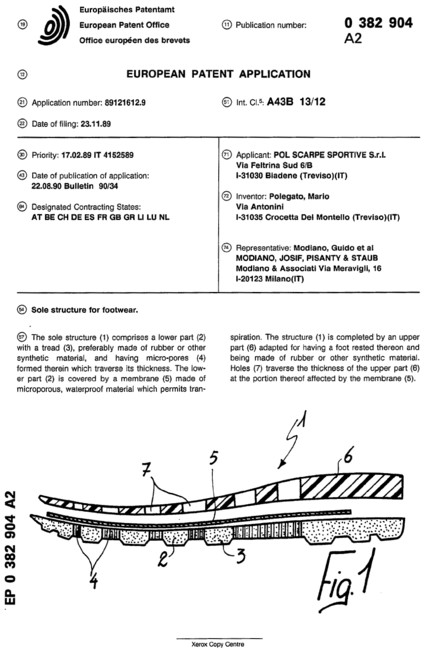 Europäisches Patentamt
⑲ European Patent Office
Office européen des brevets
⑪ Publication number: 0 382 904
A2
⑫ EUROPEAN PATENT APPLICATION
㉑ Application number: 89121612.9
㉒ Date of filing: 23.11.89
㊿ Int. Cl.5: A43B 13/12
㉚ Priority: 17.02.89 IT 4152589
㊸ Date of publication of application:
22.08.90 Bulletin 90/34
Designated Contracting States:
AT BE CH DE ES FR GB GR LI LU NL
Applicant: POL SCARPE SPORTIVE S.r.l.
Via Feltrina Sud 6/B
I-31030 Biadene (Treviso)(IT)
Inventor: Polegato, Mario
Via Antonini
I-31035 Crocetta Del Montello (Treviso)(IT)
Representative: Modiano, Guido et al
MODIANO, JOSIF, PISANTY & STAUB
Modiano & Associati Via Meravigli, 16
I-20123 Milano(IT)
Sole structure for footwear.
The sole structure (1) comprises a lower part (2)
with a tread (3), preferably made of rubber or other
synthetic material, and having micro-pores (4)
formed therein which traverse its thickness. The low-
er part (2) is covered by a membrane (5) made of
microporous, waterproof material which permits tran-
spiration. The structure (1) is completed by an upper
part (6) adapted for having a foot rested thereon and
being made of rubber or other synthetic material.
Holes (7) traverse the thickness of the upper part (6)
at the portion thereof affected by the membrane (5).
1
7
5
6
4
2
3
Fig.1
EP 0 382 904 A2
Xerox Copy Centre